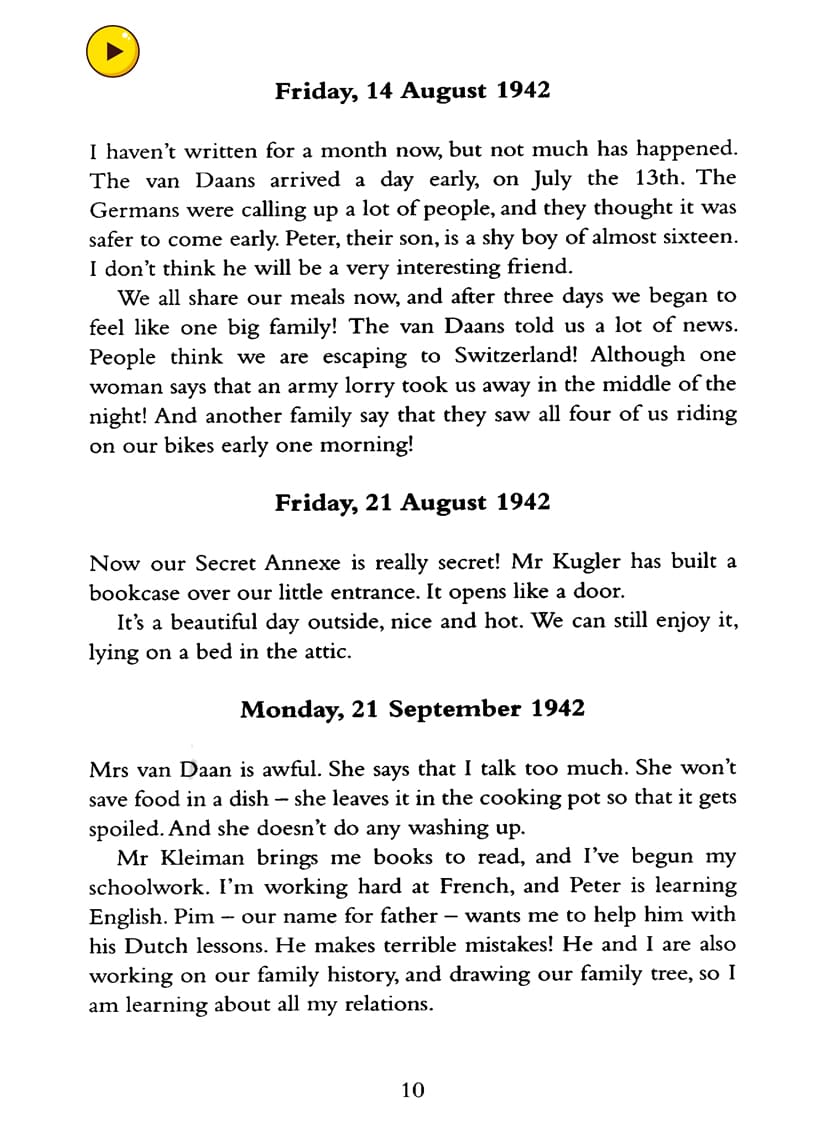 Friday, 14 August 1942
I haven't written for a month now, but not much has happened.
The van Daans arrived a day early, on July the 13th. The
Germans were calling up a lot of people, and they thought it was
safer to come early. Peter, their son, is a shy boy of almost sixteen.
I don't think he will be a very interesting friend.
We all share our meals now, and after three days we began to
feel like one big family! The van Daans told us a lot of news.
People think we are escaping to Switzerland! Although one
woman says that an army lorry took us away in the middle of the
night! And another family say that they saw all four of us riding
on our bikes early one morning!
Friday, 21 August 1942
Now our Secret Annexe is really secret! Mr Kugler has built a
bookcase over our little entrance. It opens like a door.
It's a beautiful day outside, nice and hot. We can still enjoy it,
lying on a bed in the attic.
Monday, 21 September 1942
Mrs van Daan is awful. She says that I talk too much. She won't
save food in a dish – she leaves it in the cooking pot so that it gets
spoiled. And she doesn't do any washing up.
Mr Kleiman brings me books to read, and I've begun my
schoolwork. I'm working hard at French, and Peter is learning
English. Pim – our name for father – wants me to help him with
his Dutch lessons. He makes terrible mistakes! He and I are also
working on our family history, and drawing our family tree, so I
am learning about all my relations.
10